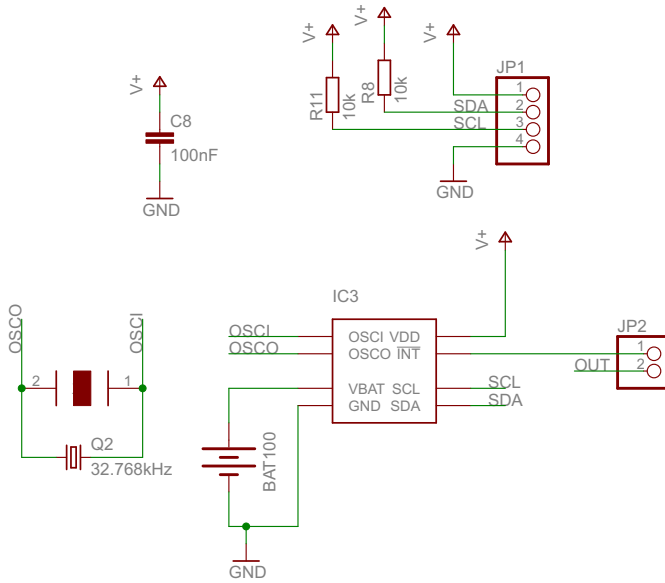 V+
V+
V+
JP1
V+
R11
10k
R8
10k
1
SDA
2
SCL
3
4
C8
100nF
GND
GND
V+
IC3
JP2
OSCO
OSCI
OSCI
OSCI VDD
OSCO
OSCO INT
1
OUT
2
2
1
VBAT SCL
SCL
GND SDA
SDA
Q2
32.768kHz
BAT100
GND